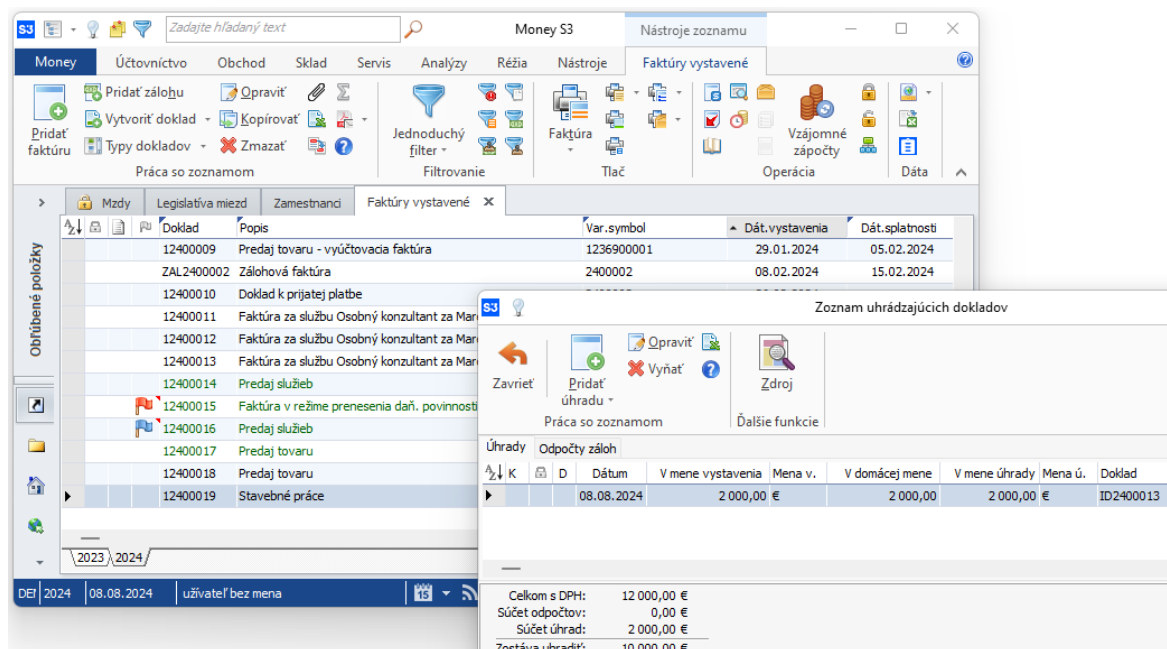 S3 Zadajte hľadaný text Money S3 Nástroje zoznamu
Money Účtovníctvo Obchod Sklad Servis Analýzy Réžia Nástroje Faktúry vystavené
Pridať faktúru
Pridať zálohu
Vytvoriť doklad
Typy dokladov
Opraviť
Kopírovať
Zmazať
Práca so zoznamom
Jednoduchý filter
Filtrovanie
Faktúra
Tlač
Vzájomné zápočty
Operácia
Dáta
Mzdy Legislatíva miezd Zamestnanci Faktúry vystavené
Obľúbené položky
Doklad Popis Var.symbol Dát.vystavenia Dát.splatnosti
12400009 Predaj tovaru - vyúčtovacia faktúra 1236900001 29.01.2024 05.02.2024
ZAL2400002 Zálohová faktúra 2400002 08.02.2024 15.02.2024
12400010 Doklad k prijatej platbe
12400011 Faktúra za službu Osobný konzultant za Mar
12400012 Faktúra za službu Osobný konzultant za Mar
12400013 Faktúra za službu Osobný konzultant za Mar
12400014 Predaj služieb
12400015 Faktúra v režime prenesenia daň. povinnosti
12400016 Predaj služieb
12400017 Predaj tovaru
12400018 Predaj tovaru
12400019 Stavebné práce
2023 2024
2024 08.08.2024 užívateľ bez mena 15
S3 Zoznam uhrádzajúcich dokladov
Zavrieť
Pridať úhradu
Opraviť
Vyňať
Práca so zoznamom
Zdroj
Ďalšie funkcie
Úhrady Odpočty záloh
K D Dátum V mene vystavenia Mena v. V domácej mene V mene úhrady Mena ú. Doklad
08.08.2024 2 000,00 € 2 000,00 2 000,00 € ID2400013
Celkom s DPH: 12 000,00 €
Súčet odpočtov: 0,00 €
Súčet úhrad: 2 000,00 €
Zostáva uhradiť: 10 000,00 €